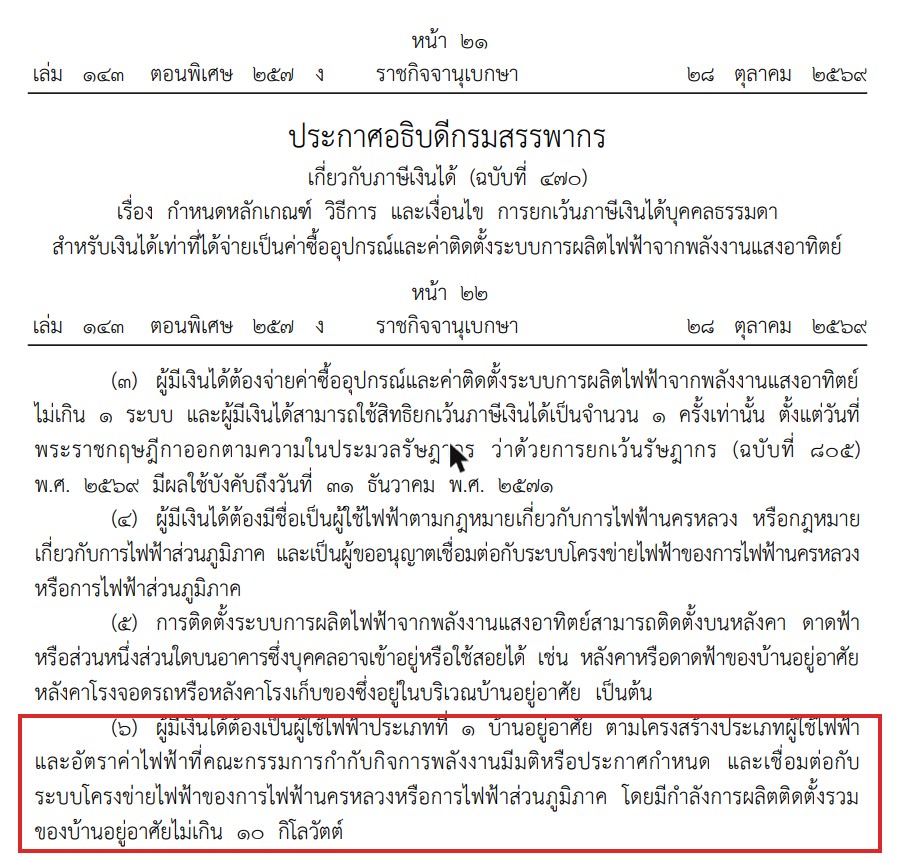 หน้า ๒๑
เล่ม ๑๔๓ ตอนพิเศษ ๒๕๗ ง ราชกิจจานุเบกษา ๒๘ ตุลาคม ๒๕๖๙
ประกาศอธิบดีกรมสรรพากร
เกี่ยวกับภาษีเงินได้ (ฉบับที่ ๔๗๐)
เรื่อง กำหนดหลักเกณฑ์ วิธีการ และเงื่อนไข การยกเว้นภาษีเงินได้บุคคลธรรมดา
สำหรับเงินได้เท่าที่ได้จ่ายเป็นค่าซื้ออุปกรณ์และค่าติดตั้งระบบการผลิตไฟฟ้าจากพลังงานแสงอาทิตย์
หน้า ๒๒
เล่ม ๑๔๓ ตอนพิเศษ ๒๕๗ ง ราชกิจจานุเบกษา ๒๘ ตุลาคม ๒๕๖๙
(๓) ผู้มีเงินได้ต้องจ่ายค่าซื้ออุปกรณ์และค่าติดตั้งระบบการผลิตไฟฟ้าจากพลังงานแสงอาทิตย์
ไม่เกิน ๑ ระบบ และผู้มีเงินได้สามารถใช้สิทธิยกเว้นภาษีเงินได้เป็นจำนวน ๑ ครั้งเท่านั้น ตั้งแต่วันที่
พระราชกฤษฎีกาออกตามความในประมวลรัษฎากร ว่าด้วยการยกเว้นรัษฎากร (ฉบับที่ ๘๐๕)
พ.ศ. ๒๕๖๙ มีผลใช้บังคับถึงวันที่ ๓๑ ธันวาคม พ.ศ. ๒๕๗๑
(๔) ผู้มีเงินได้ต้องมีชื่อเป็นผู้ใช้ไฟฟ้าตามกฎหมายเกี่ยวกับการไฟฟ้านครหลวง หรือกฎหมาย
เกี่ยวกับการไฟฟ้าส่วนภูมิภาค และเป็นผู้ขออนุญาตเชื่อมต่อกับระบบโครงข่ายไฟฟ้าของการไฟฟ้านครหลวง
หรือการไฟฟ้าส่วนภูมิภาค
(๕) การติดตั้งระบบการผลิตไฟฟ้าจากพลังงานแสงอาทิตย์สามารถติดตั้งบนหลังคา ดาดฟ้า
หรือส่วนหนึ่งส่วนใดบนอาคารซึ่งบุคคลอาจเข้าอยู่หรือใช้สอยได้ เช่น หลังคาหรือดาดฟ้าของบ้านอยู่อาศัย
หลังคาโรงจอดรถหรือหลังคาโรงเก็บของซึ่งอยู่ในบริเวณบ้านอยู่อาศัย เป็นต้น
(๖) ผู้มีเงินได้ต้องเป็นผู้ใช้ไฟฟ้าประเภทที่ ๑ บ้านอยู่อาศัย ตามโครงสร้างประเภทผู้ใช้ไฟฟ้า
และอัตราค่าไฟฟ้าที่คณะกรรมการกำกับกิจการพลังงานมีมติหรือประกาศกำหนด และเชื่อมต่อกับ
ระบบโครงข่ายไฟฟ้าของการไฟฟ้านครหลวงหรือการไฟฟ้าส่วนภูมิภาค โดยมีกำลังการผลิตติดตั้งรวม
ของบ้านอยู่อาศัยไม่เกิน ๑๐ กิโลวัตต์